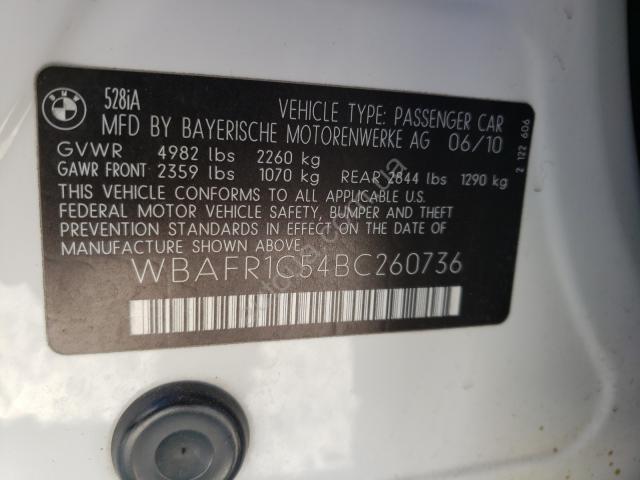 BMW
528iA
VEHICLE TYPE: PASSENGER CAR
MFD BY BAYERISCHE MOTORENWERKE AG 06/10
GVWR 4982 lbs 2260 kg
GAWR FRONT 2359 lbs 1070 kg REAR 2844 lbs 1290 kg
THIS VEHICLE CONFORMS TO ALL APPLICABLE U.S.
FEDERAL MOTOR VEHICLE SAFETY, BUMPER AND THEFT
PREVENTION STANDARDS IN EFFECT ON THE DATE OF
MANUFACTURE SHOWN ABOVE.
WBAFR1C54BC260736
2 122 606